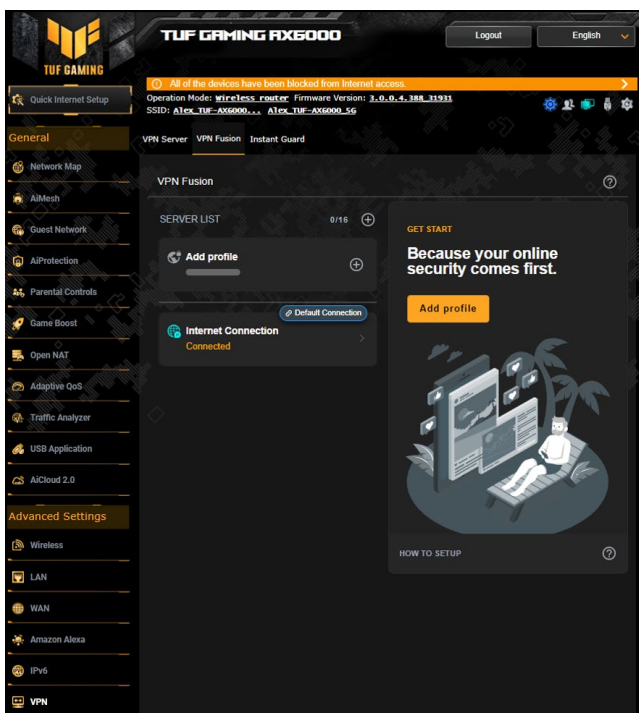 TUF GAMING AX6000
Logout
English
TUF GAMING
All of the devices have been blocked from Internet access.
Quick Internet Setup
Operation Mode: Wireless router Firmware Version: 3.0.0.4.388_31931
SSID: Alex_TUF-AX6000... Alex_TUF-AX6000_5G
General
VPN Server VPN Fusion Instant Guard
Network Map
AiMesh
Guest Network
AiProtection
Parental Controls
Game Boost
Open NAT
Adaptive QoS
Traffic Analyzer
USB Application
AiCloud 2.0
Advanced Settings
Wireless
LAN
WAN
Amazon Alexa
IPv6
VPN
VPN Fusion
SERVER LIST 0/16
Add profile
Default Connection
Internet Connection
Connected
GET START
Because your online
security comes first.
Add profile
HOW TO SETUP